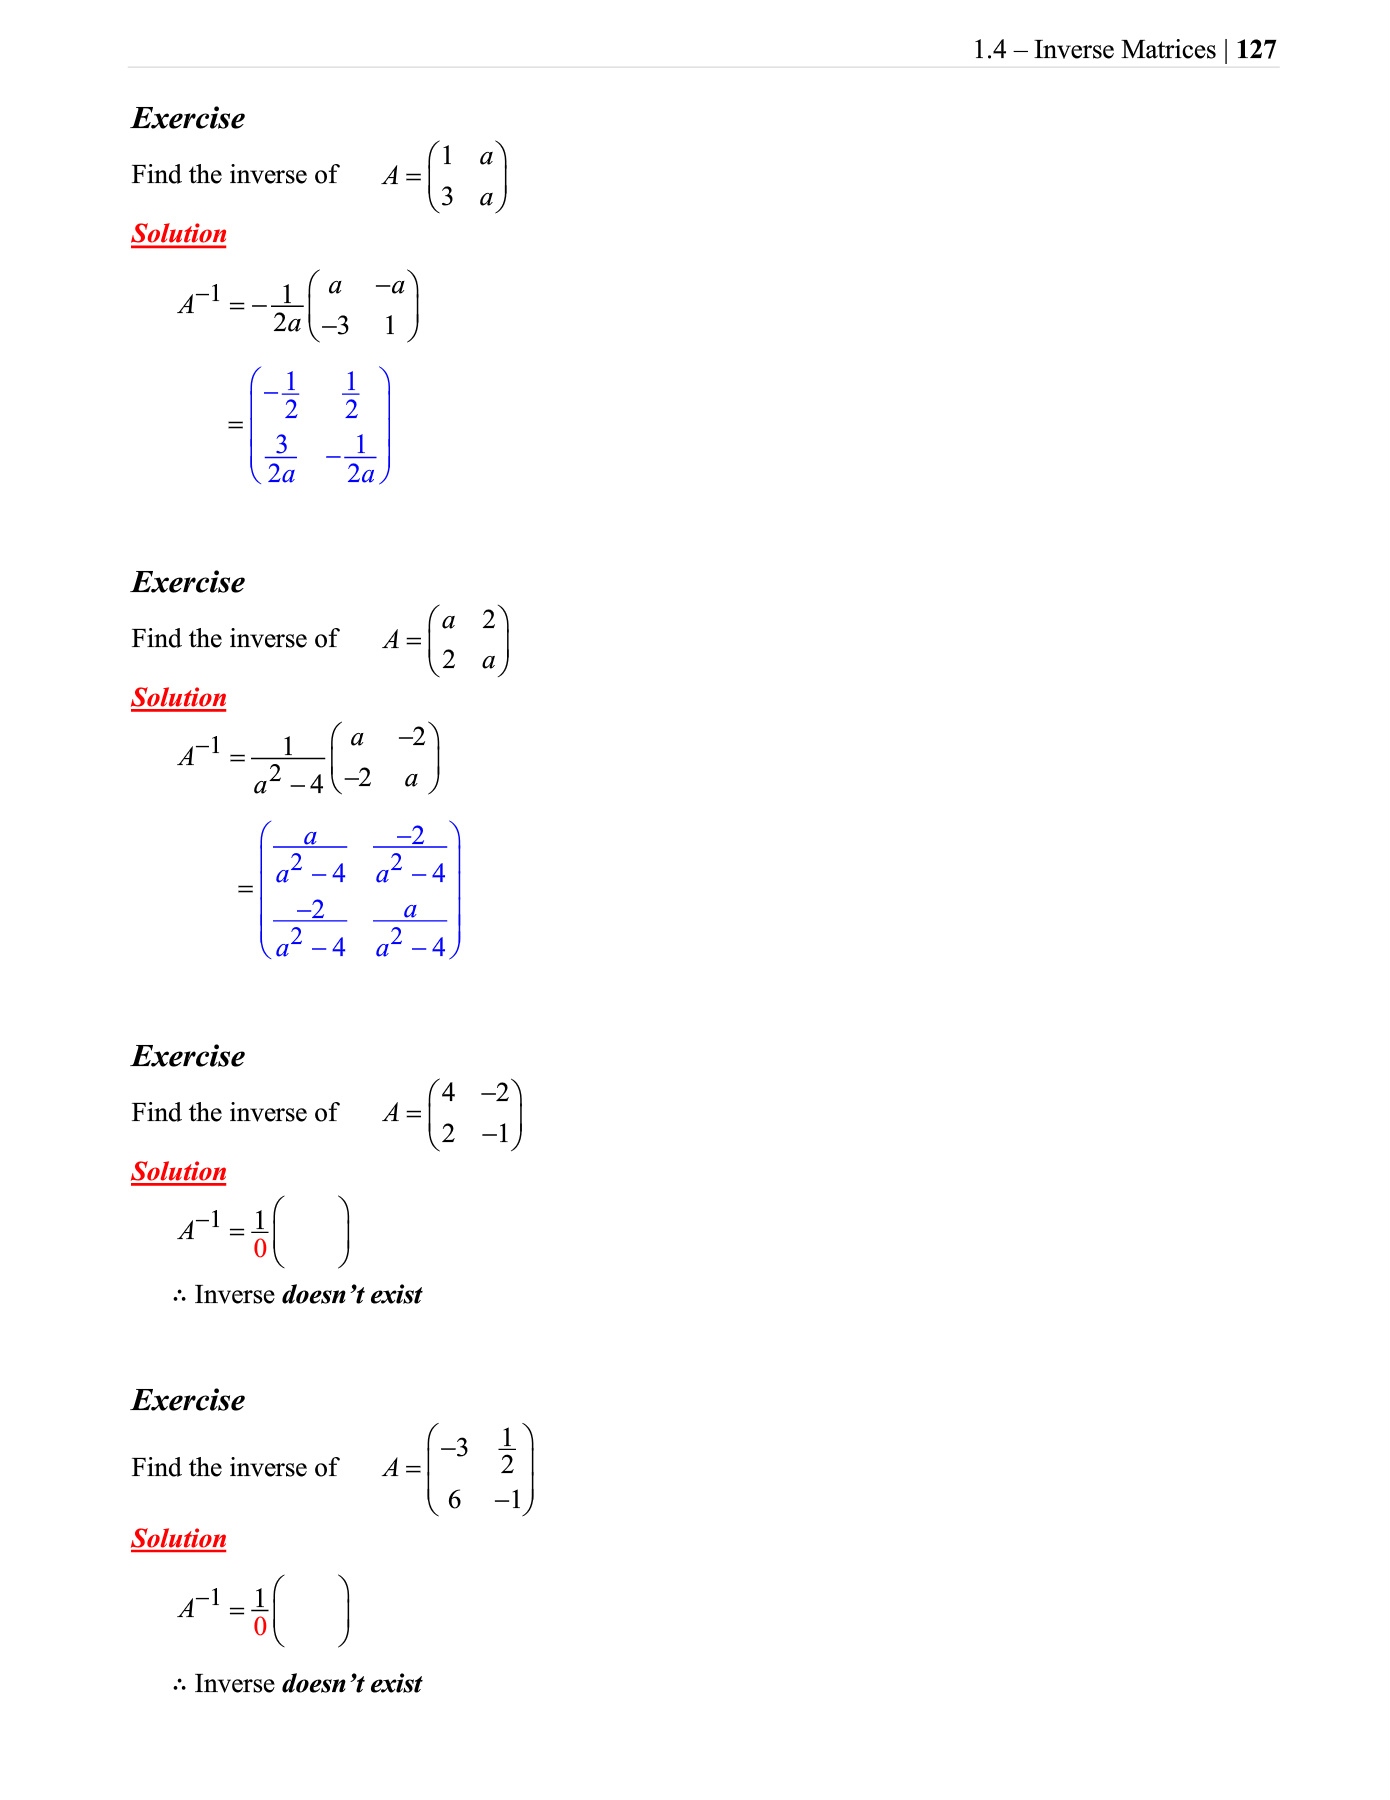 1.4 – Inverse Matrices | 127
Exercise
Find the inverse of A = \begin{pmatrix} 1 & a \\ 3 & a \end{pmatrix}
Solution
A^{-1} = -\frac{1}{2a} \begin{pmatrix} a & -a \\ -3 & 1 \end{pmatrix}
= \begin{pmatrix} -\frac{1}{2} & \frac{1}{2} \\ \frac{3}{2a} & -\frac{1}{2a} \end{pmatrix}
Exercise
Find the inverse of A = \begin{pmatrix} a & 2 \\ 2 & a \end{pmatrix}
Solution
A^{-1} = \frac{1}{a^2 - 4} \begin{pmatrix} a & -2 \\ -2 & a \end{pmatrix}
= \begin{pmatrix} \frac{a}{a^2 - 4} & \frac{-2}{a^2 - 4} \\ \frac{-2}{a^2 - 4} & \frac{a}{a^2 - 4} \end{pmatrix}
Exercise
Find the inverse of A = \begin{pmatrix} 4 & -2 \\ 2 & -1 \end{pmatrix}
Solution
A^{-1} = \frac{1}{0} \begin{pmatrix} & \\ & \end{pmatrix}
∴ Inverse doesn’t exist
Exercise
Find the inverse of A = \begin{pmatrix} -3 & \frac{1}{2} \\ 6 & -1 \end{pmatrix}
Solution
A^{-1} = \frac{1}{0} \begin{pmatrix} & \\ & \end{pmatrix}
∴ Inverse doesn’t exist